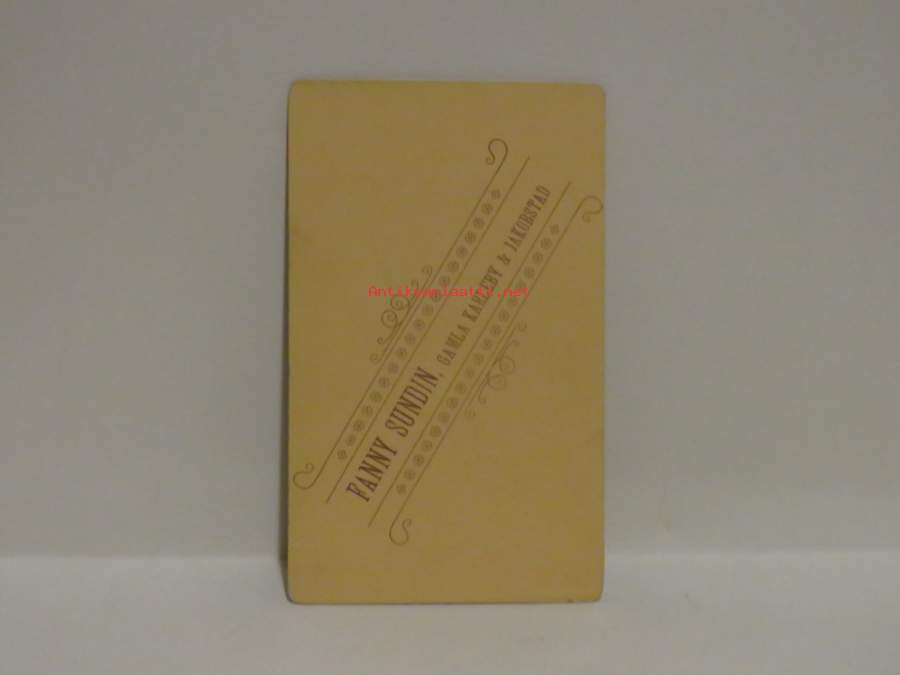 FANNY SUNDIN, GAMLA KARLEBY & JAKOBSTAD
Antikvariaatti.net